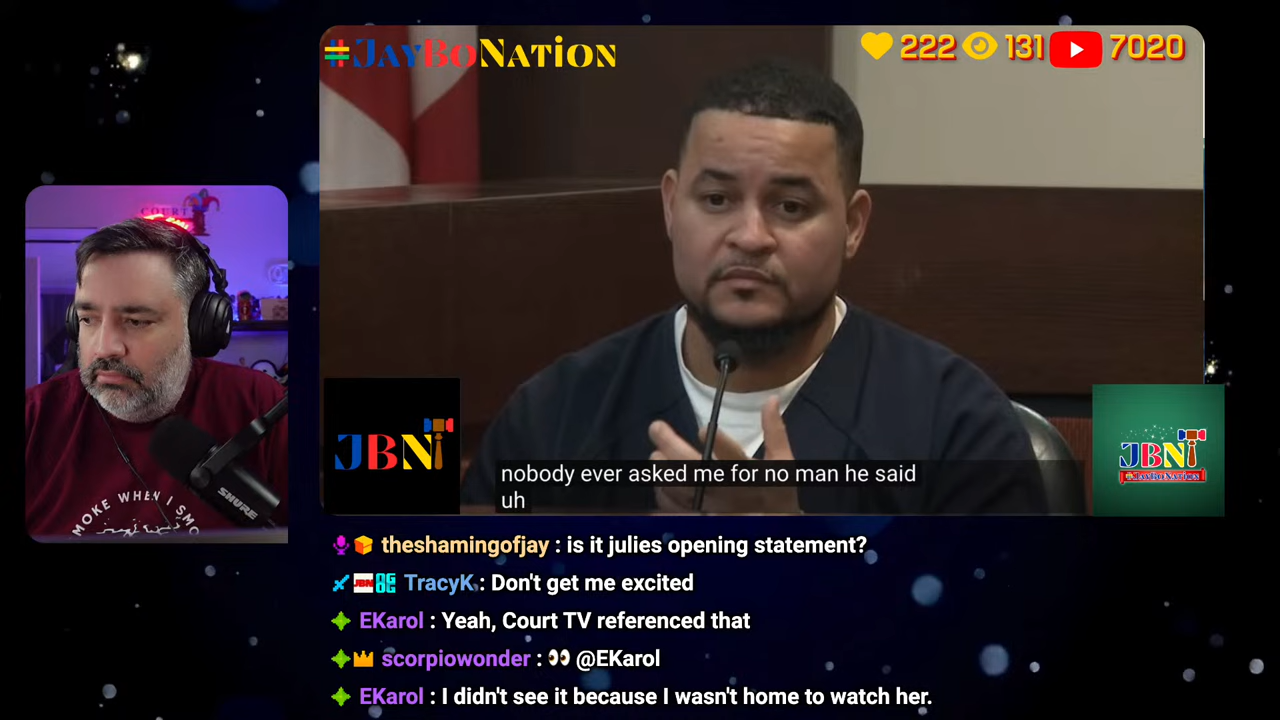 #JayBoNation
222
131
7020
COURT
MOKE WHEN I SMO
SHURE
JBN
nobody ever asked me for no man he said
uh
JBN
#JAYBONATION
theshamingofjay : is it julies opening statement?
JBN
TracyK : Don't get me excited
EKarol : Yeah, Court TV referenced that
scorpiowonder : 👀 @EKarol
EKarol : I didn't see it because I wasn't home to watch her.